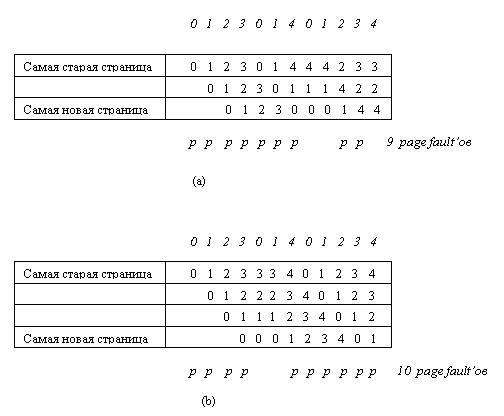 0 1 2 3 0 1 4 0 1 2 3 4
Самая старая страница 0 1 2 3 0 1 4 4 4 2 3 3
0 1 2 3 0 1 1 1 4 2 2
Самая новая страница 0 1 2 3 0 0 0 1 4 4
p p p p p p p p p 9 page fault'ов
(a)
0 1 2 3 0 1 4 0 1 2 3 4
Самая старая страница 0 1 2 3 3 3 4 0 1 2 3 4
0 1 2 2 2 3 4 0 1 2 3
0 1 1 1 2 3 4 0 1 2
Самая новая страница 0 0 0 1 2 3 4 0 1
p p p p p p p p p p 10 page fault'ов
(b)